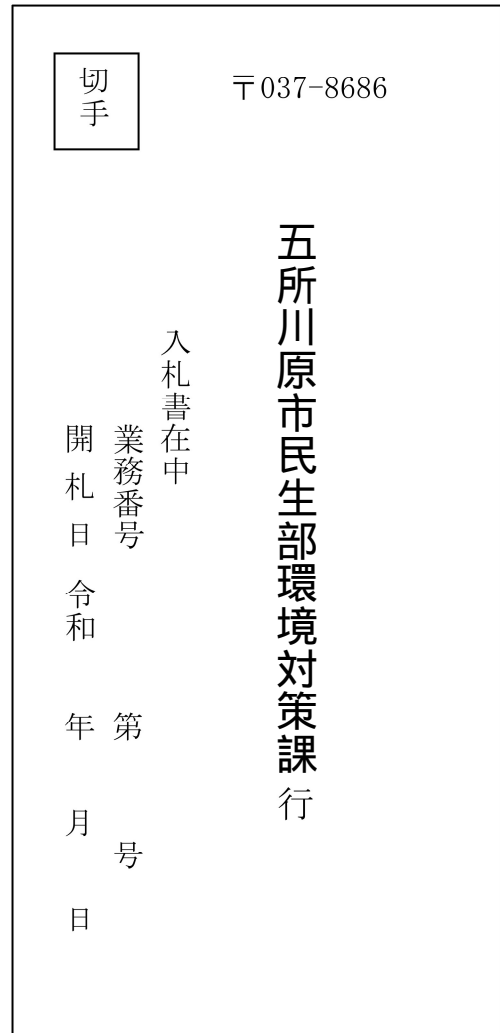 切手
〒037-8686
五所川原市民生部環境対策課 行
入札書在中
業務番号 第 号
開札日 令和 年 月 日